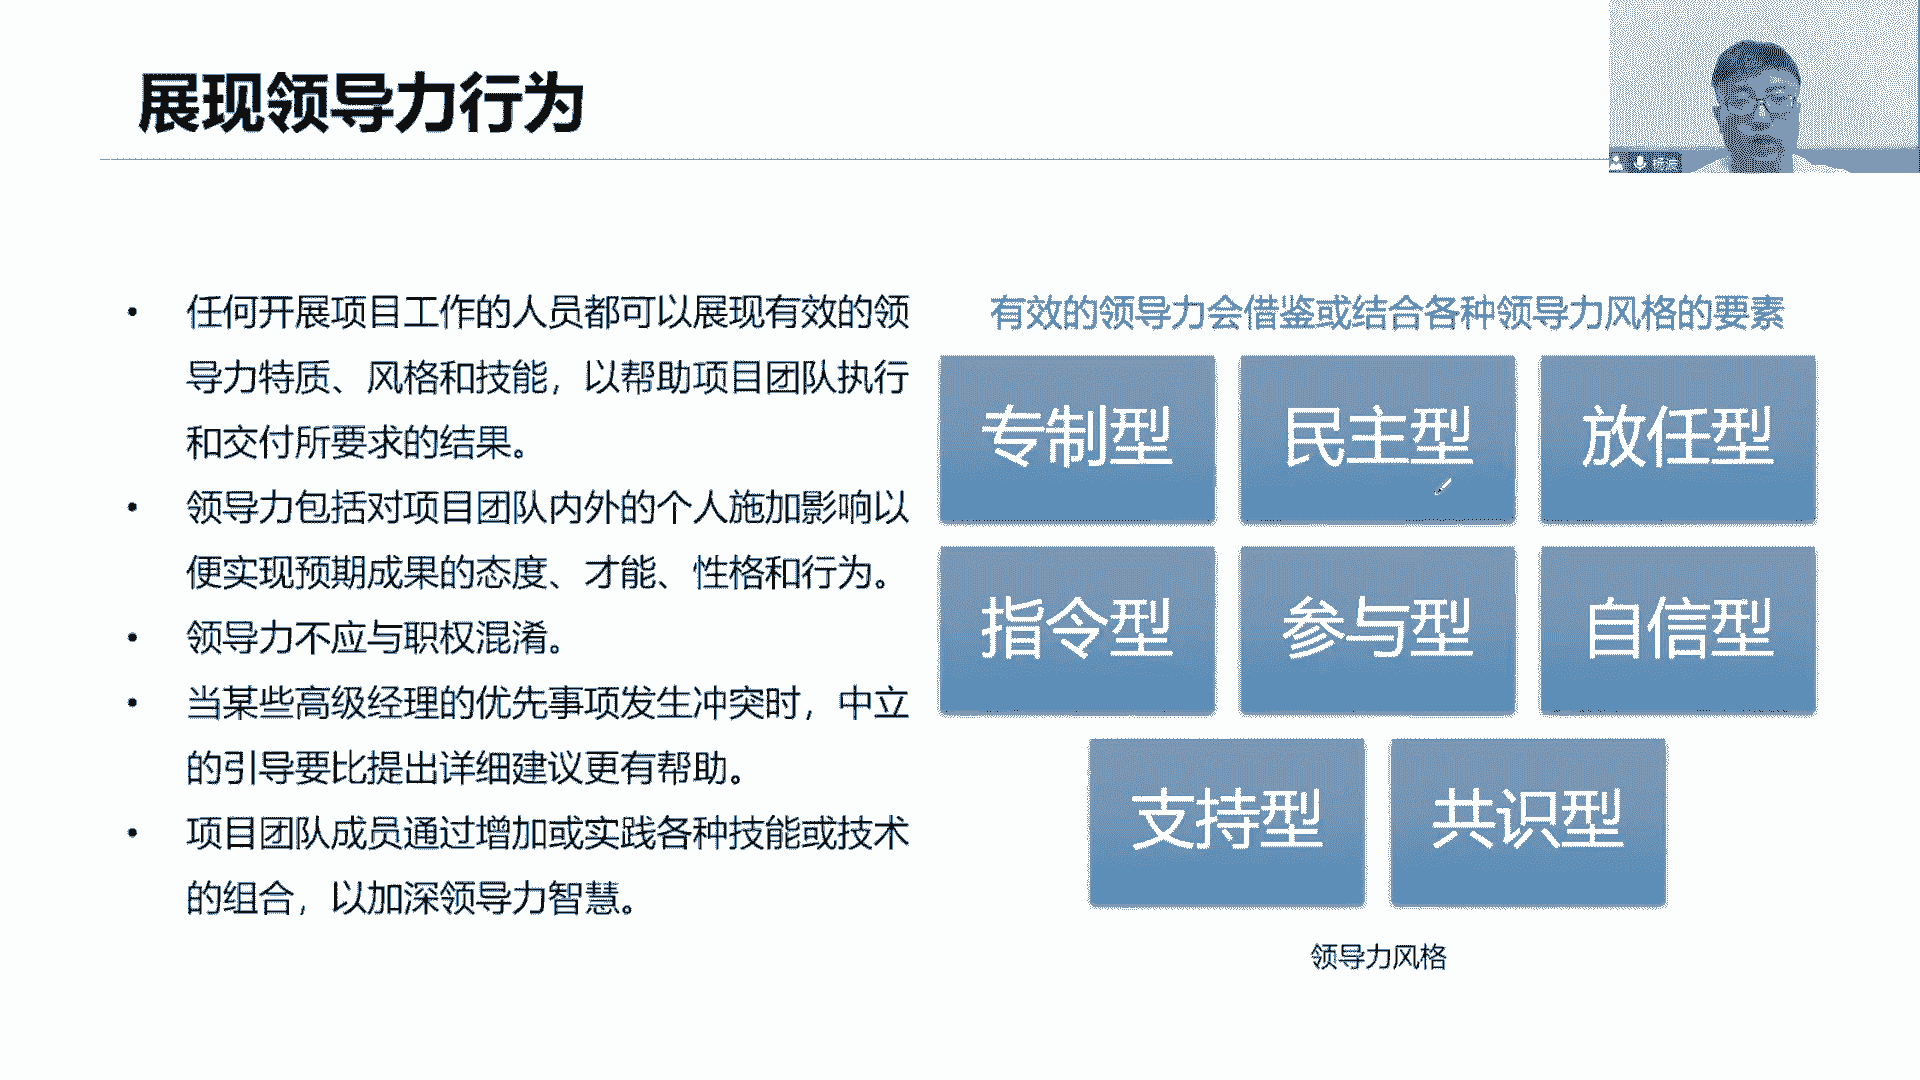 展现领导力行为
杨波
任何开展项目工作的人员都可以展现有效的领
导力特质、风格和技能，以帮助项目团队执行
和交付所要求的结果。
领导力包括对项目团队内外的个人施加影响以
便实现预期成果的态度、才能、性格和行为。
领导力不应与职权混淆。
当某些高级经理的优先事项发生冲突时，中立
的引导要比提出详细建议更有帮助。
项目团队成员通过增加或实践各种技能或技术
的组合，以加深领导力智慧。
有效的领导力会借鉴或结合各种领导力风格的要素
专制型
民主型
放任型
指令型
参与型
自信型
支持型
共识型
领导力风格